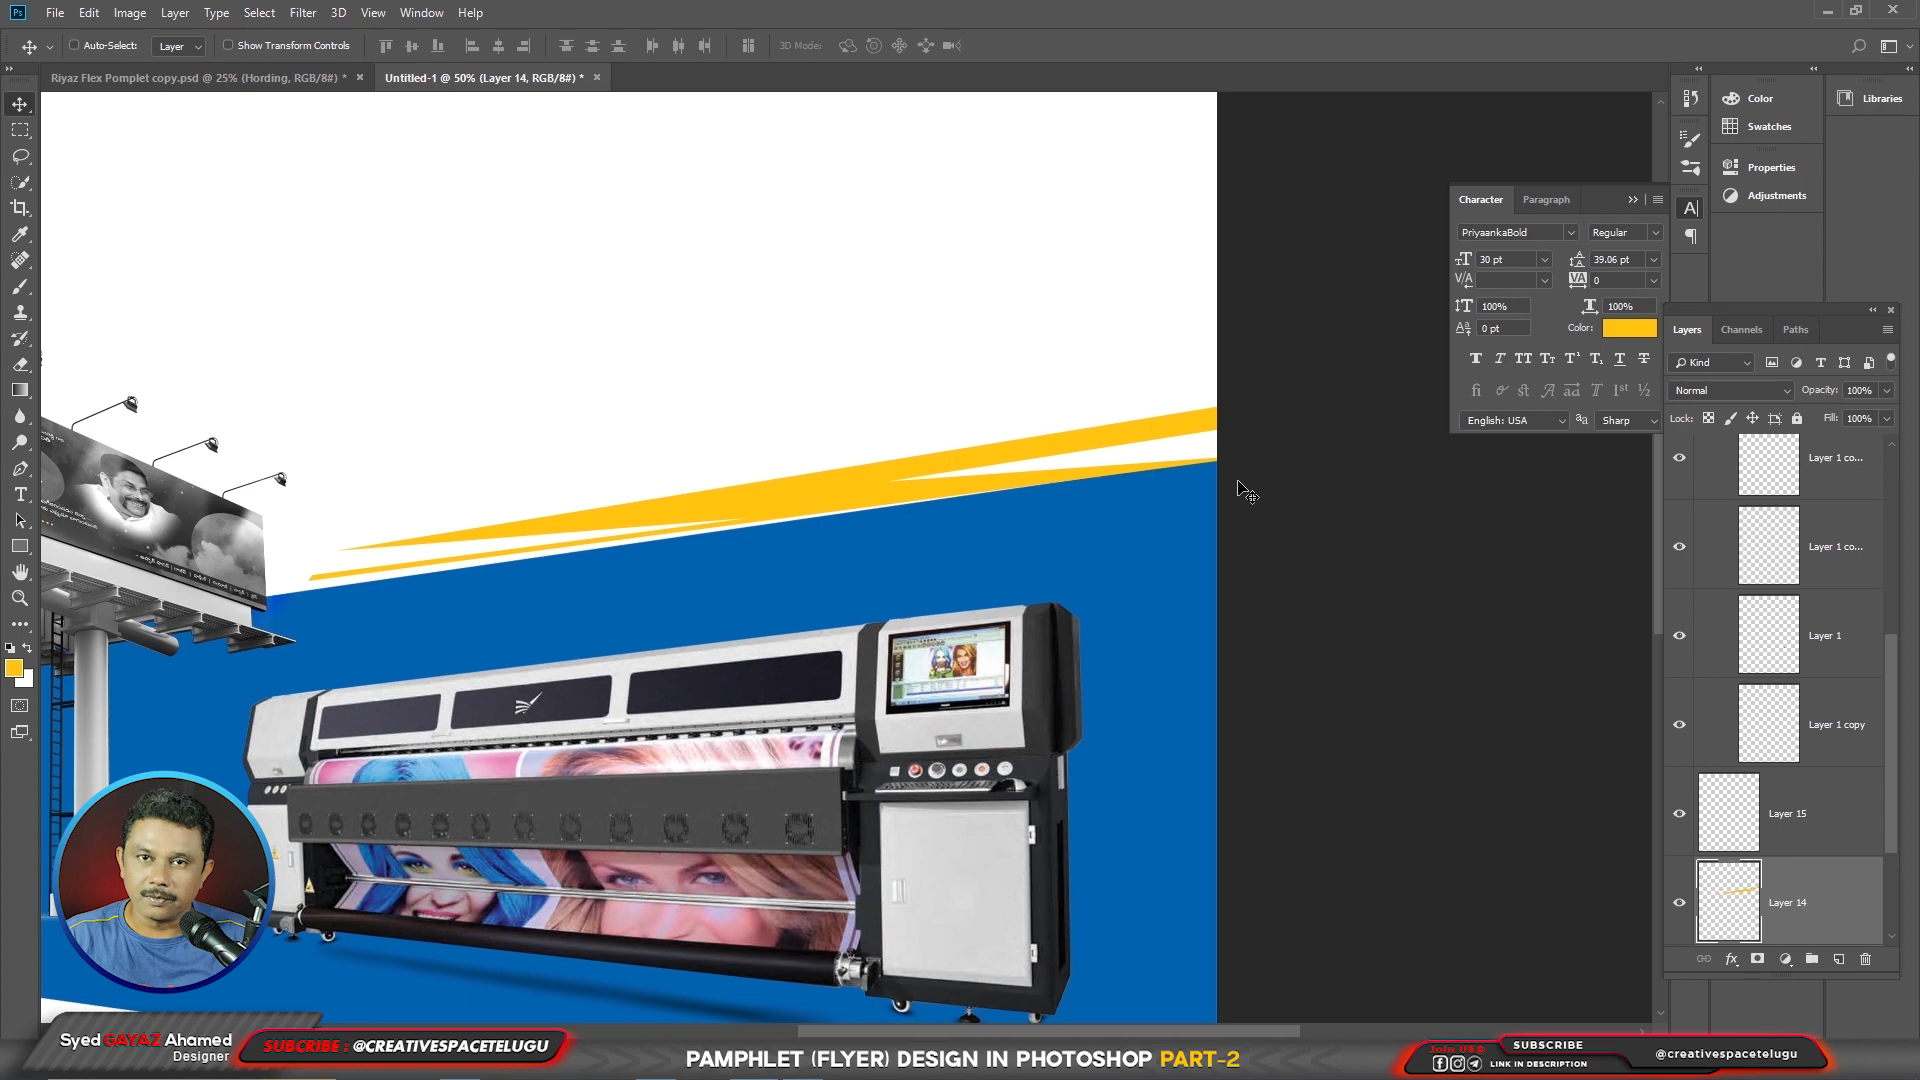 Ps File Edit Image Layer Type Select Filter 3D View Window Help
Auto-Select: Layer Show Transform Controls 3D Mode:
Riyaz Flex Pomplet copy.psd @ 25% (Hording, RGB/8#) * ×
Untitled-1 @ 50% (Layer 14, RGB/8#) * ×
Color
Swatches
Properties
Adjustments
Libraries
Character Paragraph
PriyaankaBold Regular
30 pt 39.06 pt
0
100% 100%
0 pt Color:
English: USA Sharp
Layers Channels Paths
Kind
Normal Opacity: 100%
Lock: Fill: 100%
Layer 1 co...
Layer 1 co...
Layer 1
Layer 1 copy
Layer 15
Layer 14
Syed GAYAZ Ahamed
Designer
SUBCRIBE : @CREATIVESPACETELUGU
PAMPHLET (FLYER) DESIGN IN PHOTOSHOP PART-2
Join US@
SUBSCRIBE
LINK IN DESCRIPTION
@creativespacetelugu